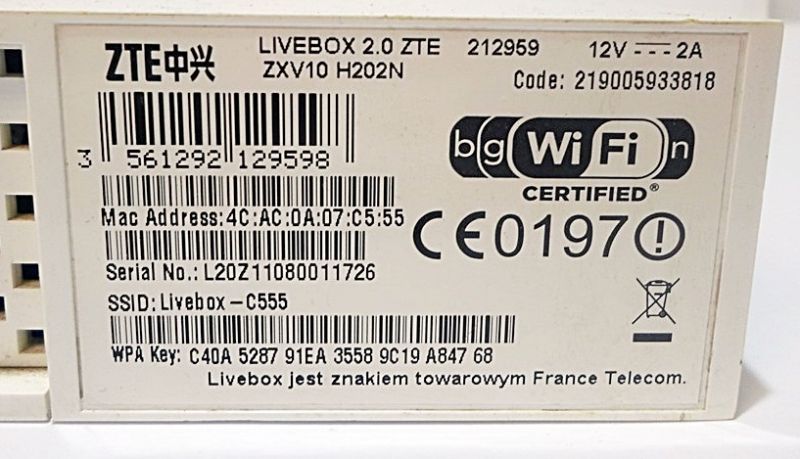 ZTE中兴 LIVEBOX 2.0 ZTE 212959 12V 2A
ZXV10 H202N Code: 219005933818
3 561292 129598
b g WiFi n
CERTIFIED®
Mac Address:4C:AC:0A:07:C5:55
CE0197
Serial No.: L20Z11080011726
SSID: Livebox-C555
WPA Key: C40A 5287 91EA 3558 9C19 A847 68
Livebox jest znakiem towarowym France Telecom.